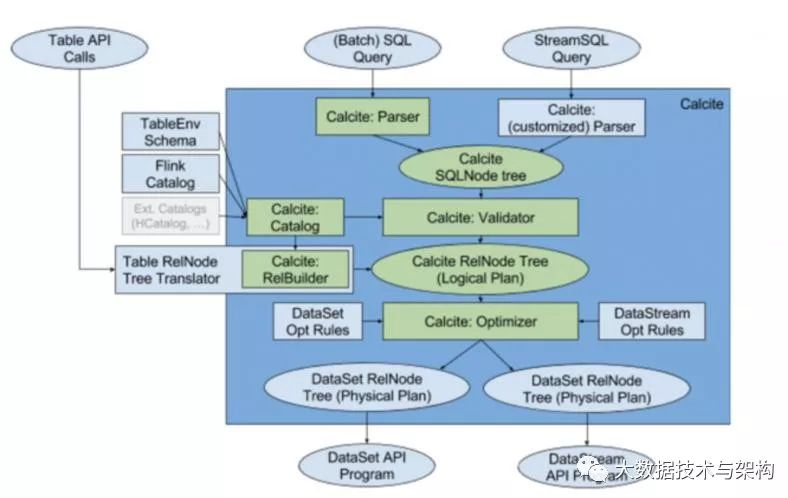 Table API
Calls
(Batch) SQL
Query
StreamSQL
Query
Calcite
Calcite: Parser
Calcite:
(customized) Parser
TableEnv
Schema
Calcite
SQLNode tree
Flink
Catalog
Ext. Catalogs
(HCatalog, ...)
Calcite:
Catalog
Calcite: Validator
Table RelNode
Tree Translator
Calcite:
RelBuilder
Calcite RelNode Tree
(Logical Plan)
DataSet
Opt Rules
Calcite: Optimizer
DataStream
Opt Rules
DataSet RelNode
Tree (Physical Plan)
DataSet RelNode
Tree (Physical Plan)
DataSet API
Program
DataStream
API Program
大数据技术与架构